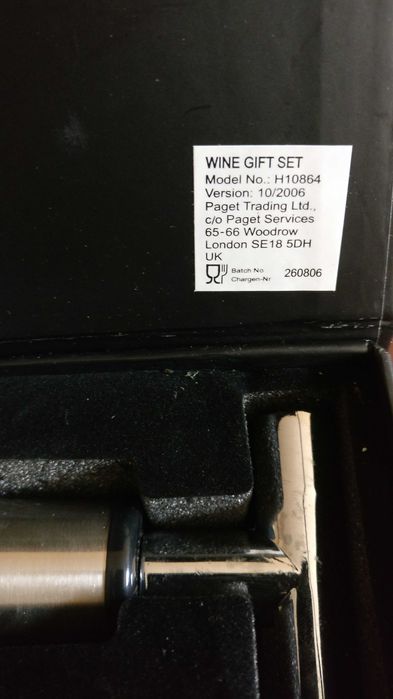 WINE GIFT SET
Model No.: H10864
Version: 10/2006
Paget Trading Ltd.,
c/o Paget Services
65-66 Woodrow
London SE18 5DH
UK
Batch No
Chargen-Nr 260806